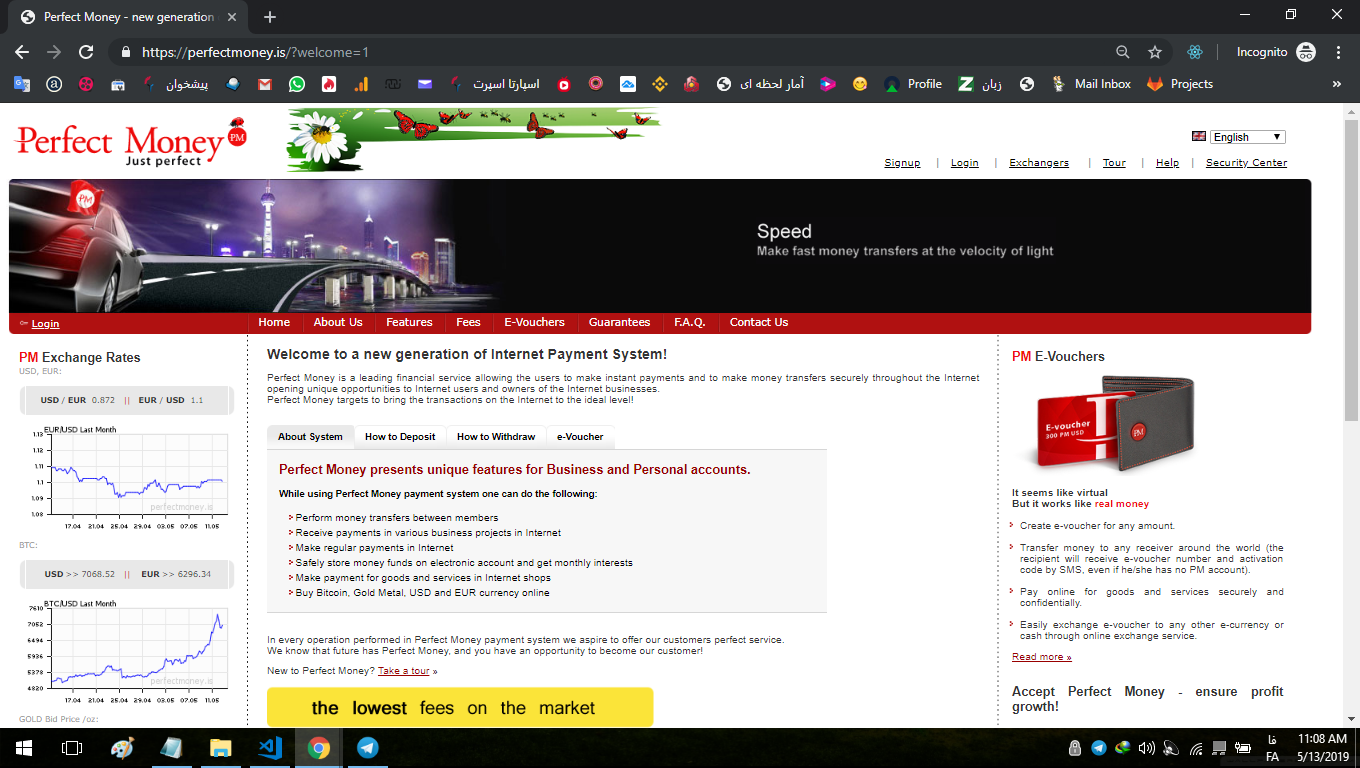 Perfect Money - new generation
https://perfectmoney.is/?welcome=1
Incognito
پیشخوان
اسپارتا اسپرت
آمار لحظه ای
Profile
زبان
Mail Inbox
Projects
»
Perfect Money
PM
Just perfect
English
Signup | Login | Exchangers | Tour | Help | Security Center
Speed
Make fast money transfers at the velocity of light
Login
Home About Us Features Fees E-Vouchers Guarantees F.A.Q. Contact Us
PM Exchange Rates
USD, EUR:
USD / EUR 0.872 || EUR / USD 1.1
EUR/USD Last Month
1.13
1.12
1.11
1.1
1.09
1.08
perfectmoney.is
17.04 21.04 25.04 29.04 03.05 07.05 11.05
BTC:
USD >> 7068.52 || EUR >> 6296.34
BTC/USD Last Month
7610
7052
6494
5936
5378
4820
perfectmoney.is
17.04 21.04 25.04 29.04 03.05 07.05 11.05
GOLD Bid Price /oz:
Welcome to a new generation of Internet Payment System!
Perfect Money is a leading financial service allowing the users to make instant payments and to make money transfers securely throughout the Internet
opening unique opportunities to Internet users and owners of the Internet businesses.
Perfect Money targets to bring the transactions on the Internet to the ideal level!
About System How to Deposit How to Withdraw e-Voucher
Perfect Money presents unique features for Business and Personal accounts.
While using Perfect Money payment system one can do the following:
Perform money transfers between members
Receive payments in various business projects in Internet
Make regular payments in Internet
Safely store money funds on electronic account and get monthly interests
Make payment for goods and services in Internet shops
Buy Bitcoin, Gold Metal, USD and EUR currency online
In every operation performed in Perfect Money payment system we aspire to offer our customers perfect service.
We know that future has Perfect Money, and you have an opportunity to become our customer!
New to Perfect Money? Take a tour »
the lowest fees on the market
PM E-Vouchers
E-voucher
300 PM USD
PM
It seems like virtual
But it works like real money
Create e-voucher for any amount.
Transfer money to any receiver around the world (the
recipient will receive e-voucher number and activation
code by SMS, even if he/she has no PM account).
Pay online for goods and services securely and
confidentially.
Easily exchange e-voucher to any other e-currency or
cash through online exchange service.
Read more »
Accept Perfect Money - ensure profit
growth!
فا
FA
11:08 AM
5/13/2019